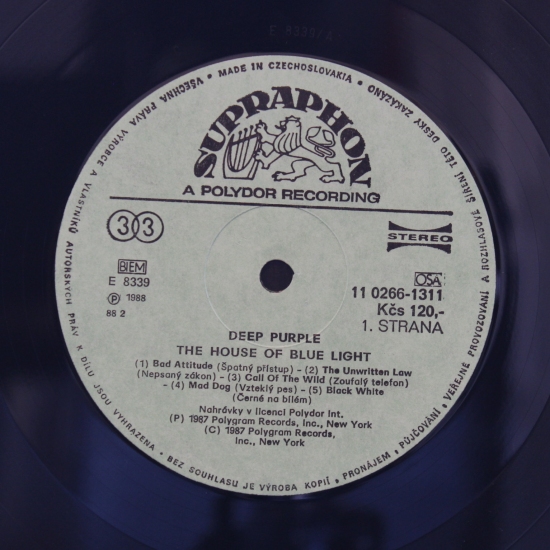 E 8339
VŠECHNA PRÁVA VÝROBCE A VLASTNÍKŮ AUTORSKÝCH PRÁV K DÍLU JSOU VYHRAZENA • BEZ SOUHLASU JE VÝROBA KOPIÍ • PRONÁJEM • PŮJČOVÁNÍ • VEŘEJNÉ PROVOZOVÁNÍ A ROZHLASOVÉ ŠÍŘENÍ TÉTO DESKY ZAKÁZÁNO • MADE IN CZECHOSLOVAKIA •
SUPRAPHON
A POLYDOR RECORDING
33
STEREO
BIEM
OSA
E 8339
11 0266-1311
Ⓟ 1988
Kčs 120,-
88 2
1. STRANA
DEEP PURPLE
THE HOUSE OF BLUE LIGHT
(1) Bad Attitude (Špatný přístup) - (2) The Unwritten Law
(Nepsaný zákon) - (3) Call Of The Wild (Zoufalý telefon)
- (4) Mad Dog (Vzteklý pes) - (5) Black White
(Černé na bílém)
Nahrávky v licenci Polydor Int.
(P) 1987 Polygram Records, Inc., New York
(C) 1987 Polygram Records,
Inc., New York